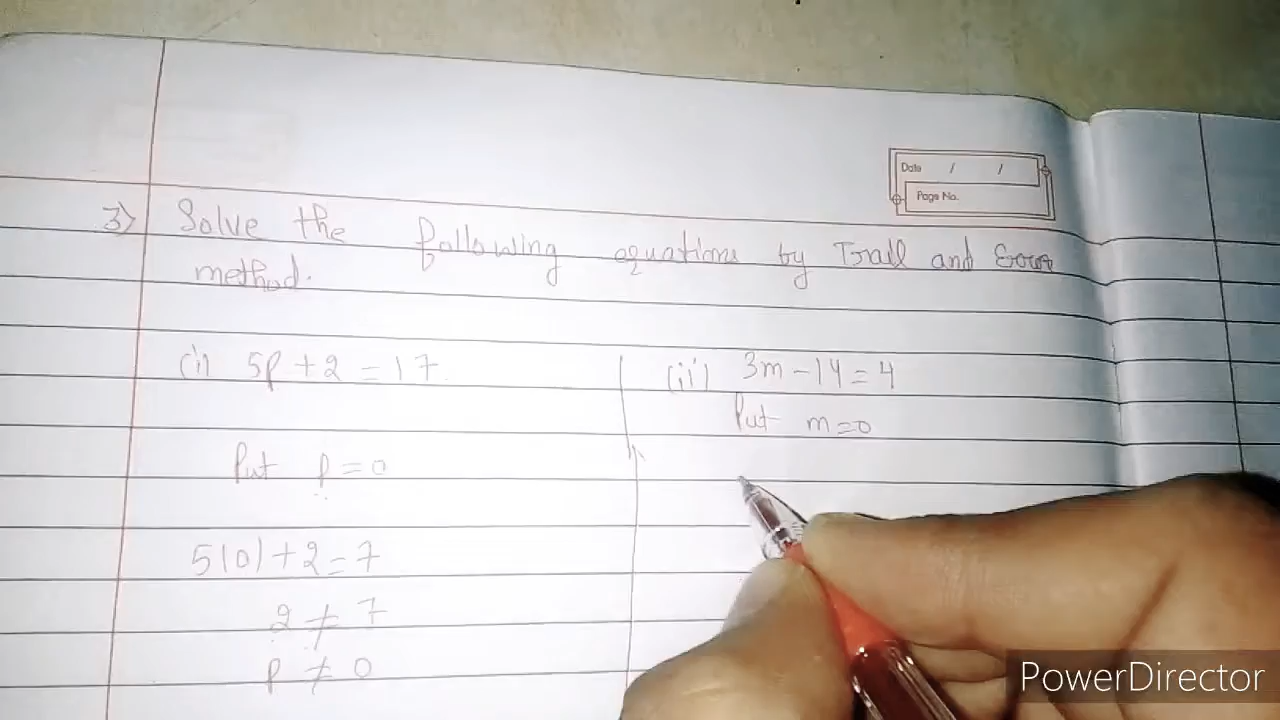 Date / /
Page No.
3) Solve the following equations by Trail and Error
method.
(i) 5p + 2 = 17
Put p = 0
5(0) + 2 = 7
2 ≠ 7
p ≠ 0
(ii) 3m - 14 = 4
Put m = 0
PowerDirector